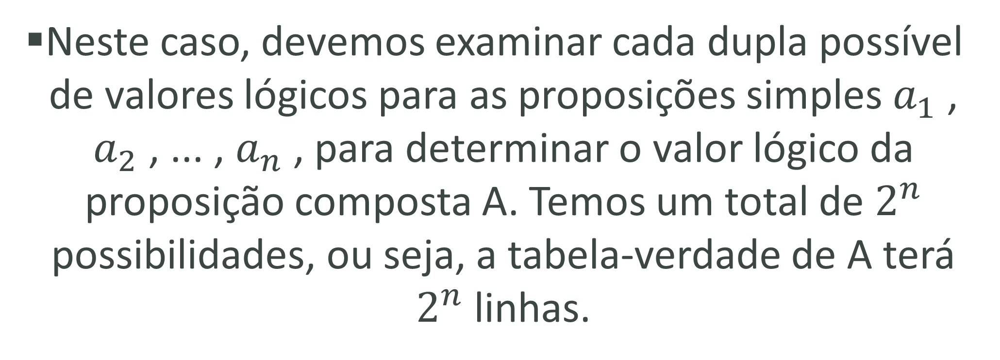 ▪Neste caso, devemos examinar cada dupla possível
de valores lógicos para as proposições simples $a_1$ ,
$a_2$ , ... , $a_n$ , para determinar o valor lógico da
proposição composta A. Temos um total de $2^n$
possibilidades, ou seja, a tabela-verdade de A terá
$2^n$ linhas.